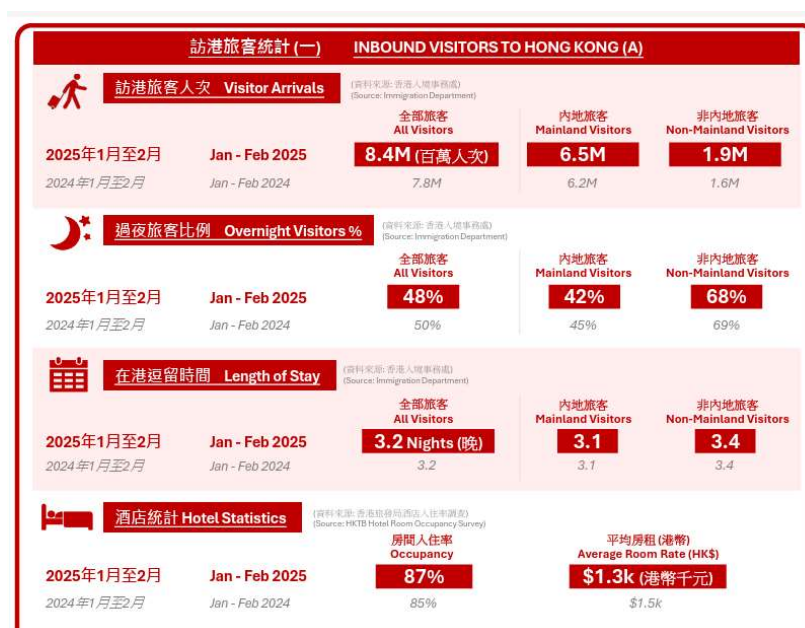 訪港旅客統計 (一) INBOUND VISITORS TO HONG KONG (A)
訪港旅客人次 Visitor Arrivals
(資料來源: 香港入境事務處)
(Source: Immigration Department)
全部旅客 內地旅客 非內地旅客
All Visitors Mainland Visitors Non-Mainland Visitors
2025年1月至2月 Jan - Feb 2025 8.4M (百萬人次) 6.5M 1.9M
2024年1月至2月 Jan - Feb 2024 7.8M 6.2M 1.6M
過夜旅客比例 Overnight Visitors %
(資料來源: 香港入境事務處)
(Source: Immigration Department)
全部旅客 內地旅客 非內地旅客
All Visitors Mainland Visitors Non-Mainland Visitors
2025年1月至2月 Jan - Feb 2025 48% 42% 68%
2024年1月至2月 Jan - Feb 2024 50% 45% 69%
在港逗留時間 Length of Stay
(資料來源: 香港入境事務處)
(Source: Immigration Department)
全部旅客 內地旅客 非內地旅客
All Visitors Mainland Visitors Non-Mainland Visitors
2025年1月至2月 Jan - Feb 2025 3.2 Nights (晚) 3.1 3.4
2024年1月至2月 Jan - Feb 2024 3.2 3.1 3.4
酒店統計 Hotel Statistics
(資料來源: 香港旅發局酒店入住率調查)
(Source: HKTB Hotel Room Occupancy Survey)
房間入住率 平均房租 (港幣)
Occupancy Average Room Rate (HK$)
2025年1月至2月 Jan - Feb 2025 87% $1.3k (港幣千元)
2024年1月至2月 Jan - Feb 2024 85% $1.5k